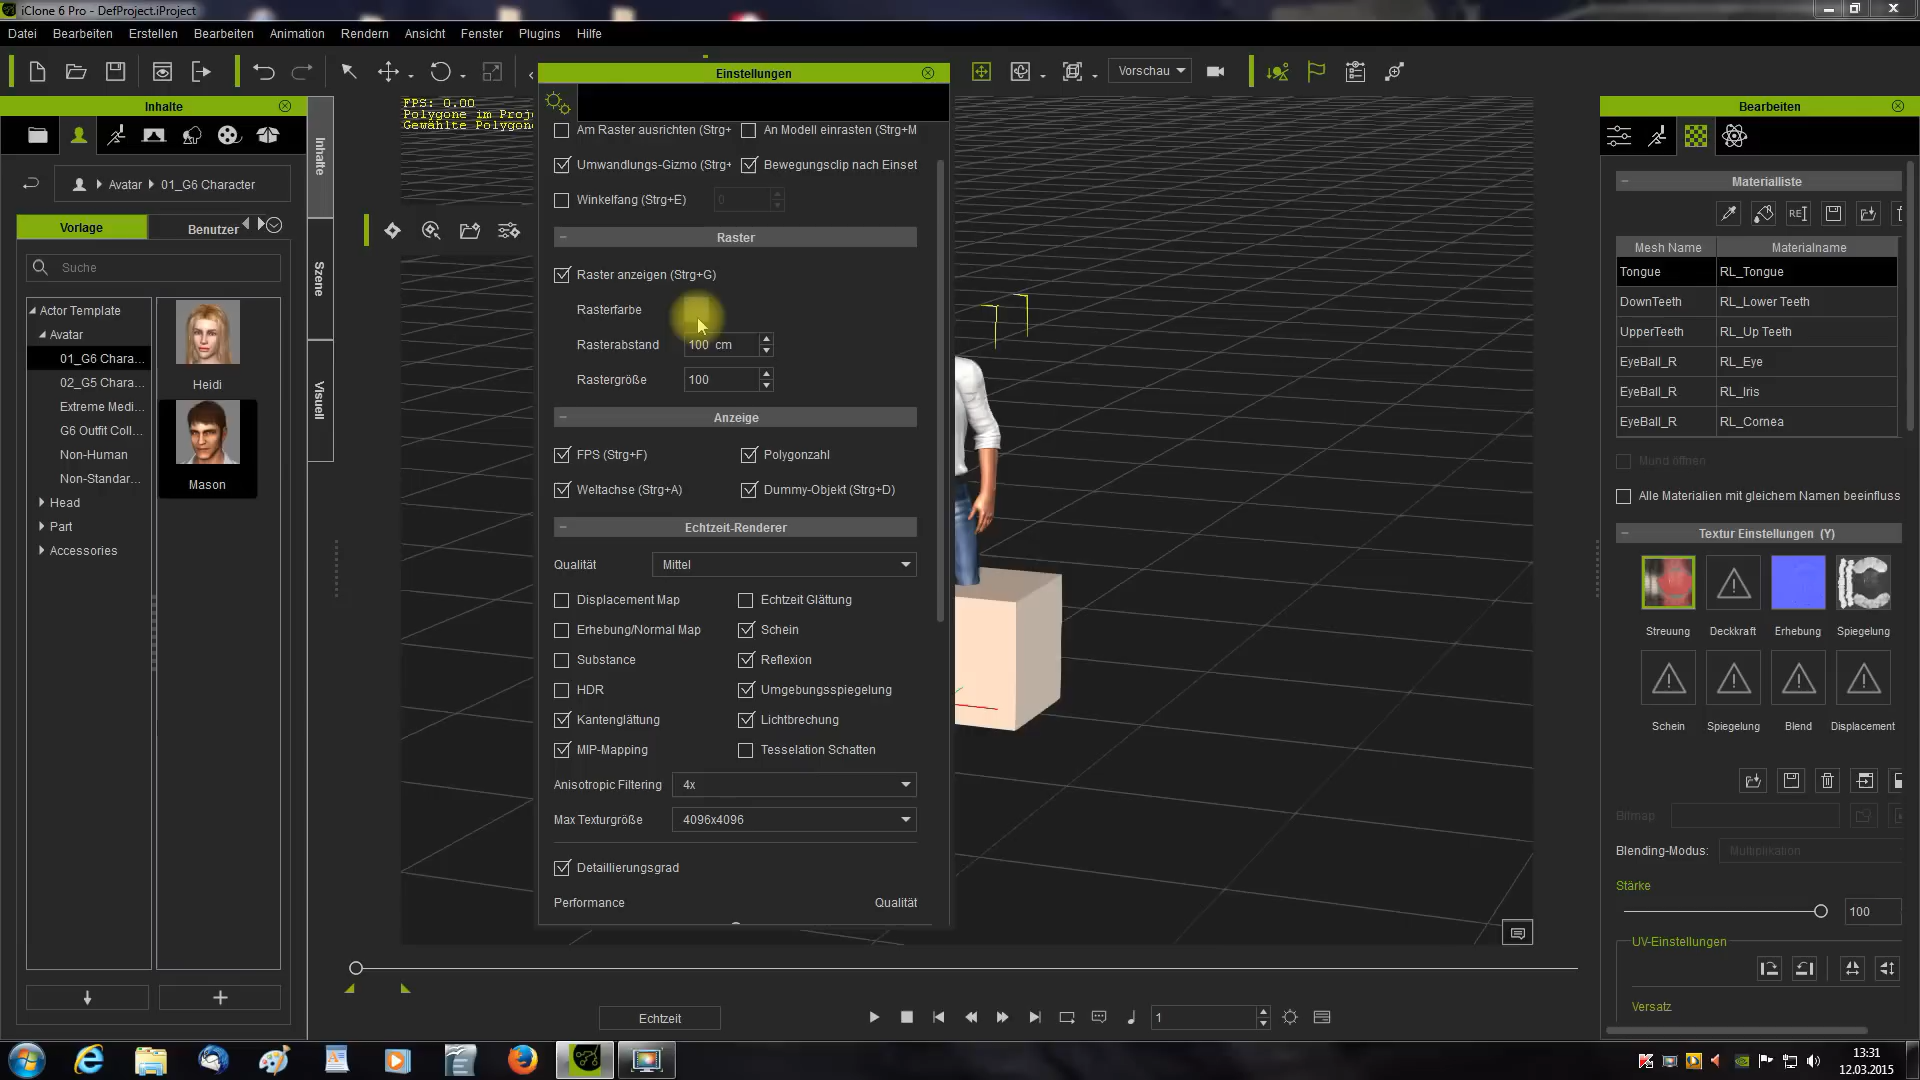 iClone 6 Pro - DefProject.iProject
Datei Bearbeiten Erstellen Bearbeiten Animation Rendern Ansicht Fenster Plugins Hilfe
Vorschau
Inhalte
Avatar 01_G6 Character
Vorlage Benutzer
Suche
Actor Template
Avatar
01_G6 Chara...
02_G5 Chara...
Extreme Medi...
G6 Outfit Coll...
Non-Human
Non-Standar...
Head
Part
Accessories
Heidi
Mason
Inhalte
Szene
Visuell
FPS: 0.00
Polygone im Proj
Gewählte Polygon
Einstellungen
Am Raster ausrichten (Strg+ An Modell einrasten (Strg+M
Umwandlungs-Gizmo (Strg+ Bewegungsclip nach Einset
Winkelfang (Strg+E) 0
Raster
Raster anzeigen (Strg+G)
Rasterfarbe
Rasterabstand 100 cm
Rastergröße 100
Anzeige
FPS (Strg+F) Polygonzahl
Weltachse (Strg+A) Dummy-Objekt (Strg+D)
Echtzeit-Renderer
Qualität Mittel
Displacement Map Echtzeit Glättung
Erhebung/Normal Map Schein
Substance Reflexion
HDR Umgebungsspiegelung
Kantenglättung Lichtbrechung
MIP-Mapping Tesselation Schatten
Anisotropic Filtering 4x
Max Texturgröße 4096x4096
Detaillierungsgrad
Performance Qualität
Bearbeiten
Materialliste
Mesh Name Materialname
Tongue RL_Tongue
DownTeeth RL_Lower Teeth
UpperTeeth RL_Up Teeth
EyeBall_R RL_Eye
EyeBall_R RL_Iris
EyeBall_R RL_Cornea
Mund öffnen
Alle Materialien mit gleichem Namen beeinfluss
Textur Einstellungen (Y)
Streuung Deckkraft Erhebung Spiegelung
Schein Spiegelung Blend Displacement
Bitmap
Blending-Modus: Multiplikation
Stärke
100
UV-Einstellungen
Versatz
Echtzeit
1
13:31
12.03.2015